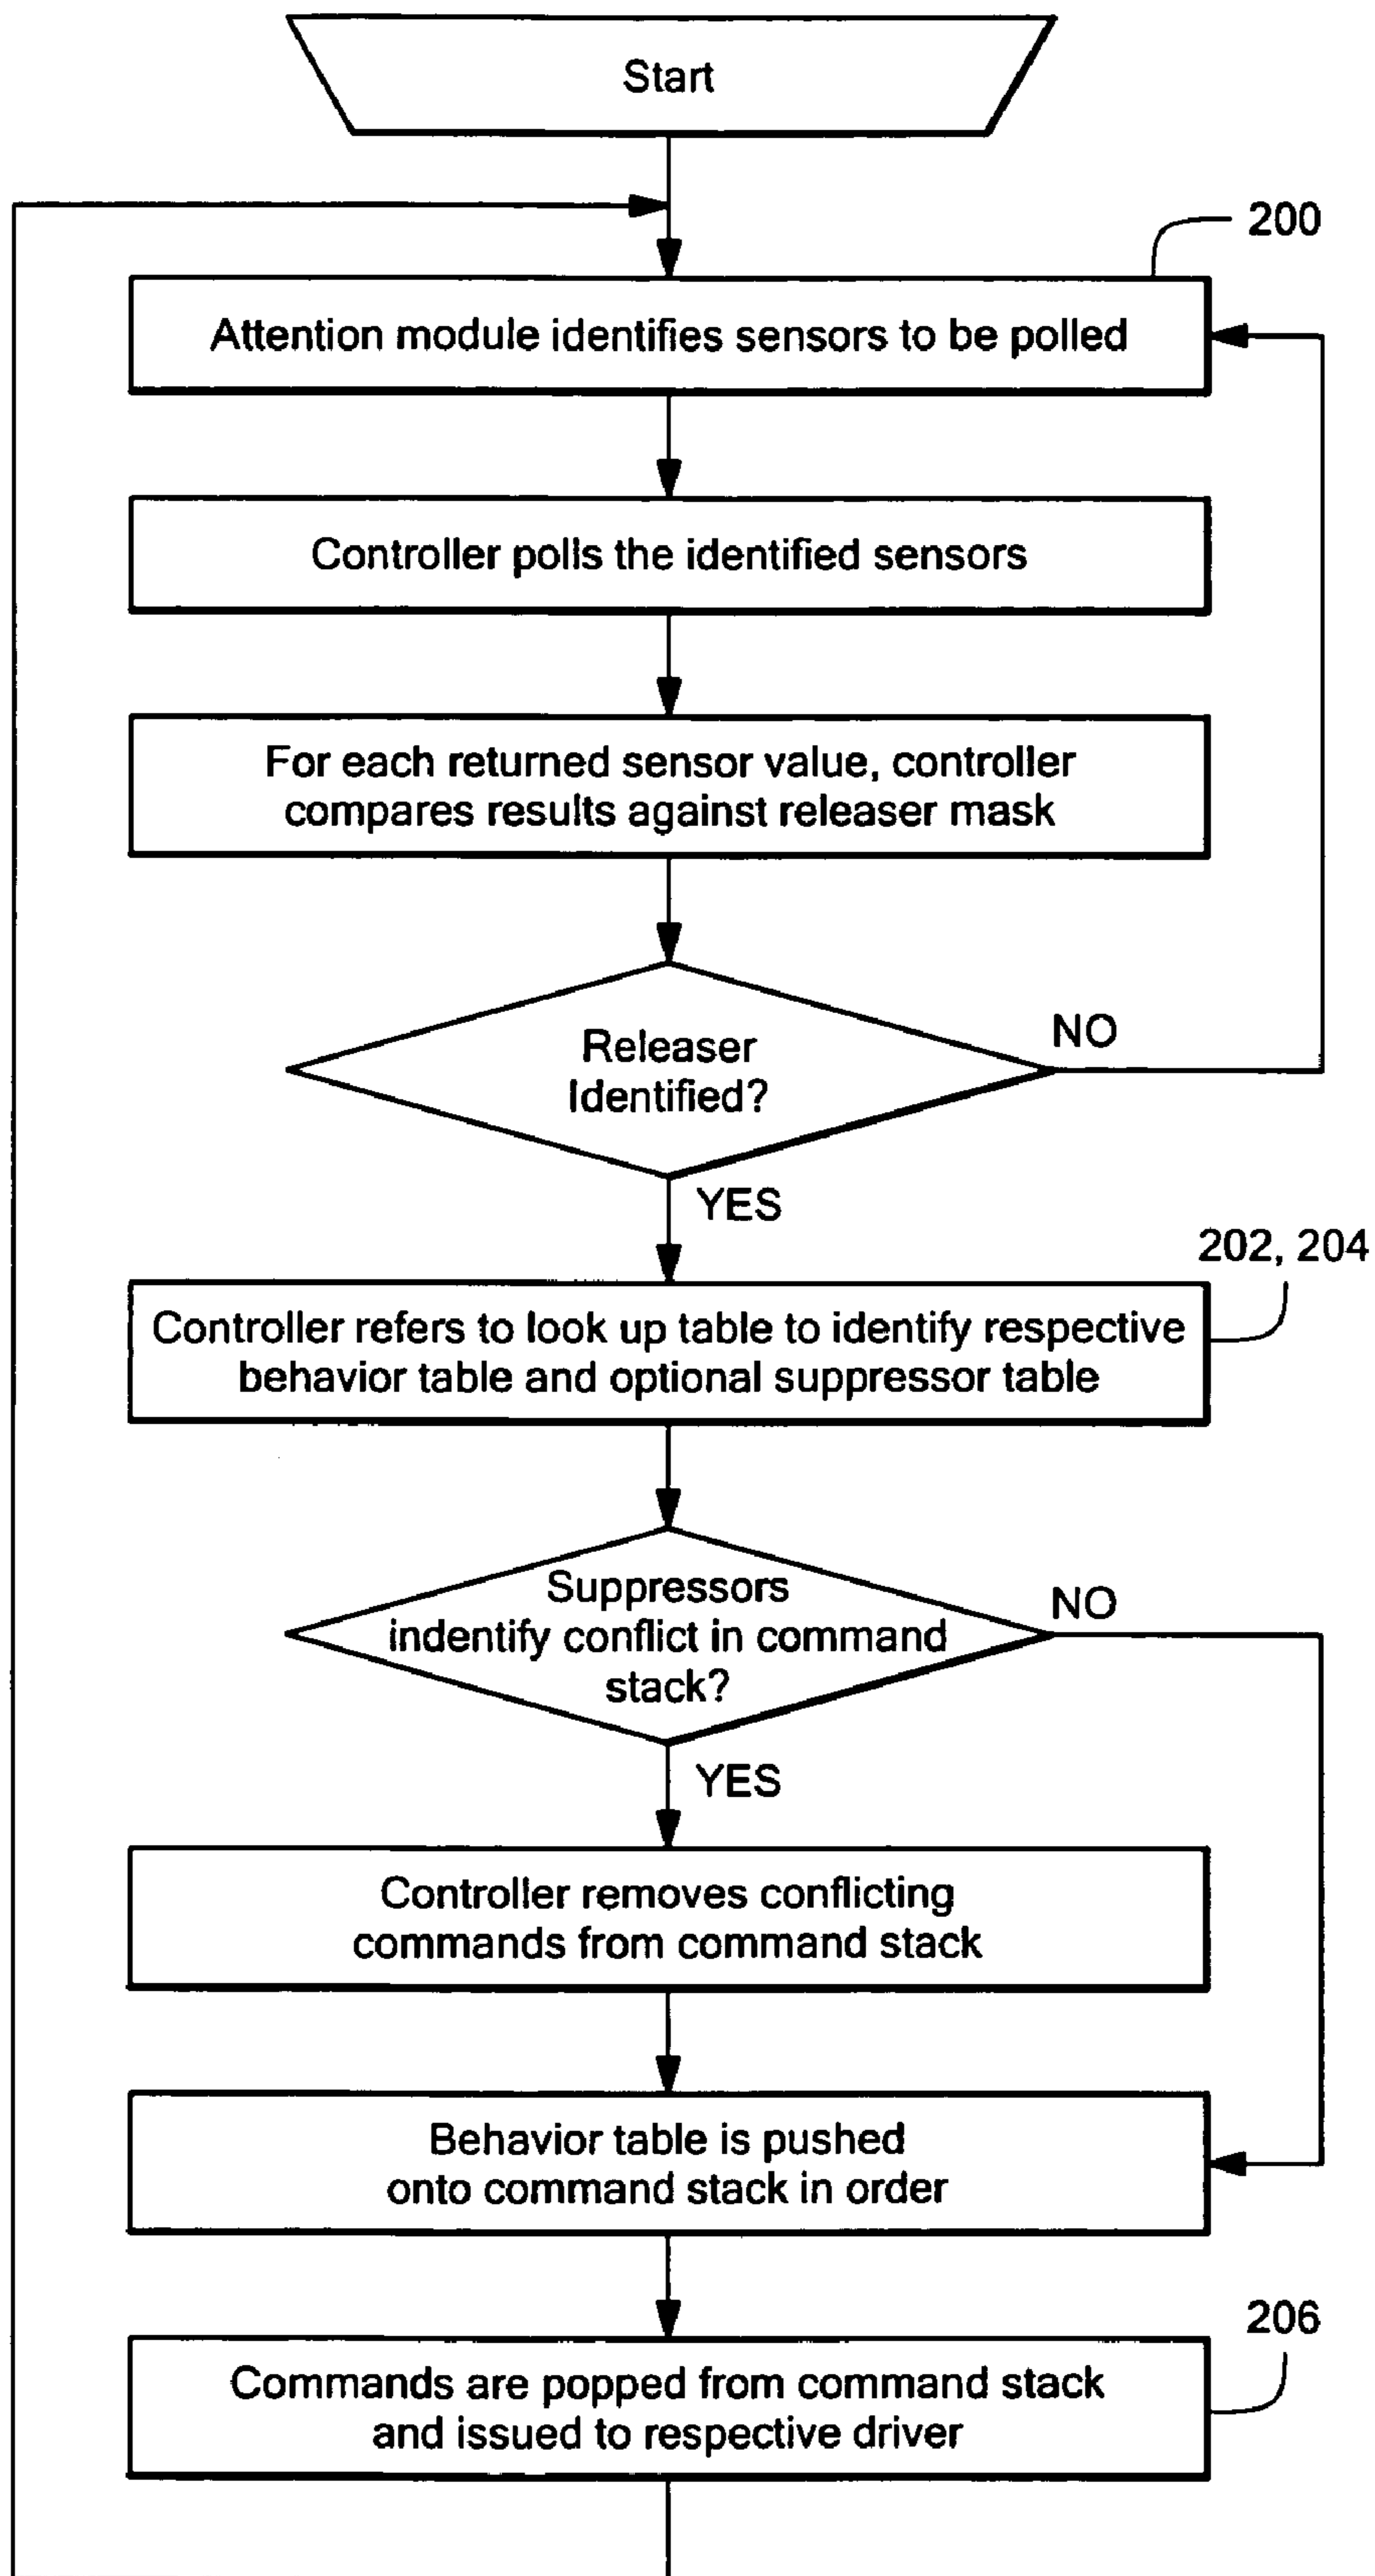 Start
200
Attention module identifies sensors to be polled
Controller polls the identified sensors
For each returned sensor value, controller
compares results against releaser mask
Releaser
Identified?
NO
YES
202, 204
Controller refers to look up table to identify respective
behavior table and optional suppressor table
Suppressors
indentify conflict in command
stack?
NO
YES
Controller removes conflicting
commands from command stack
Behavior table is pushed
onto command stack in order
206
Commands are popped from command stack
and issued to respective driver